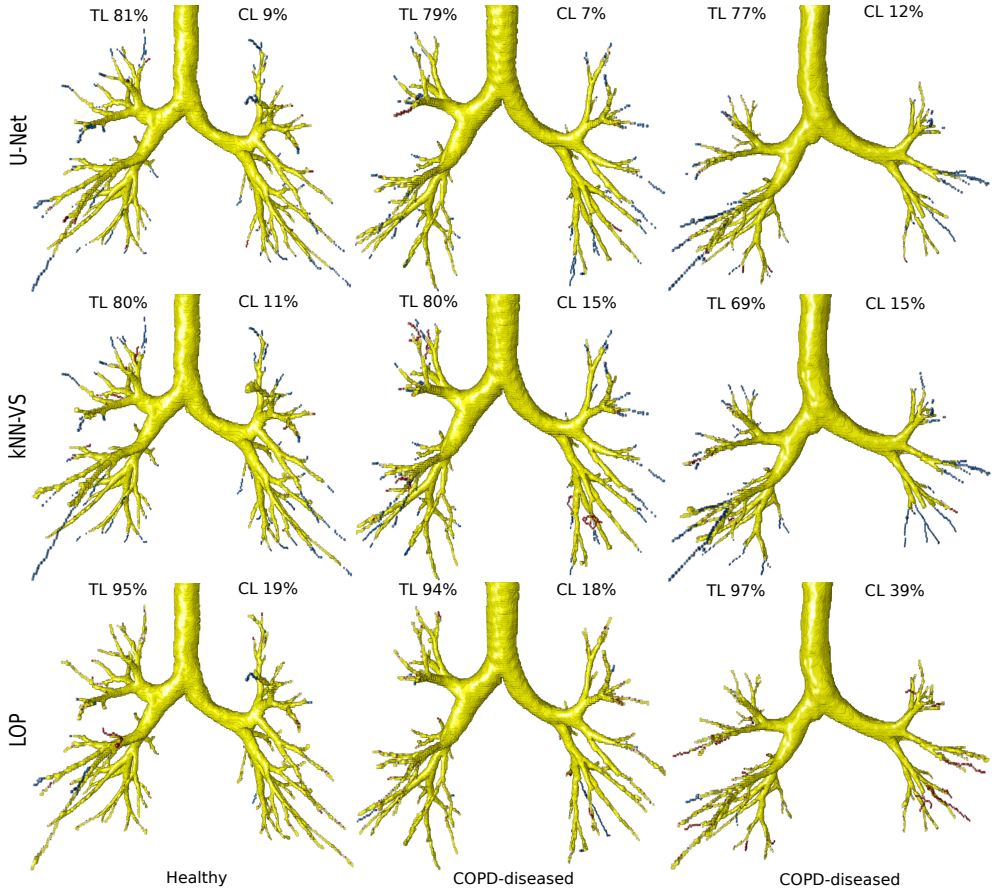 TL 81% CL 9% TL 79% CL 7% TL 77% CL 12%
U-Net
TL 80% CL 11% TL 80% CL 15% TL 69% CL 15%
kNN-VS
TL 95% CL 19% TL 94% CL 18% TL 97% CL 39%
LOP
Healthy COPD-diseased COPD-diseased